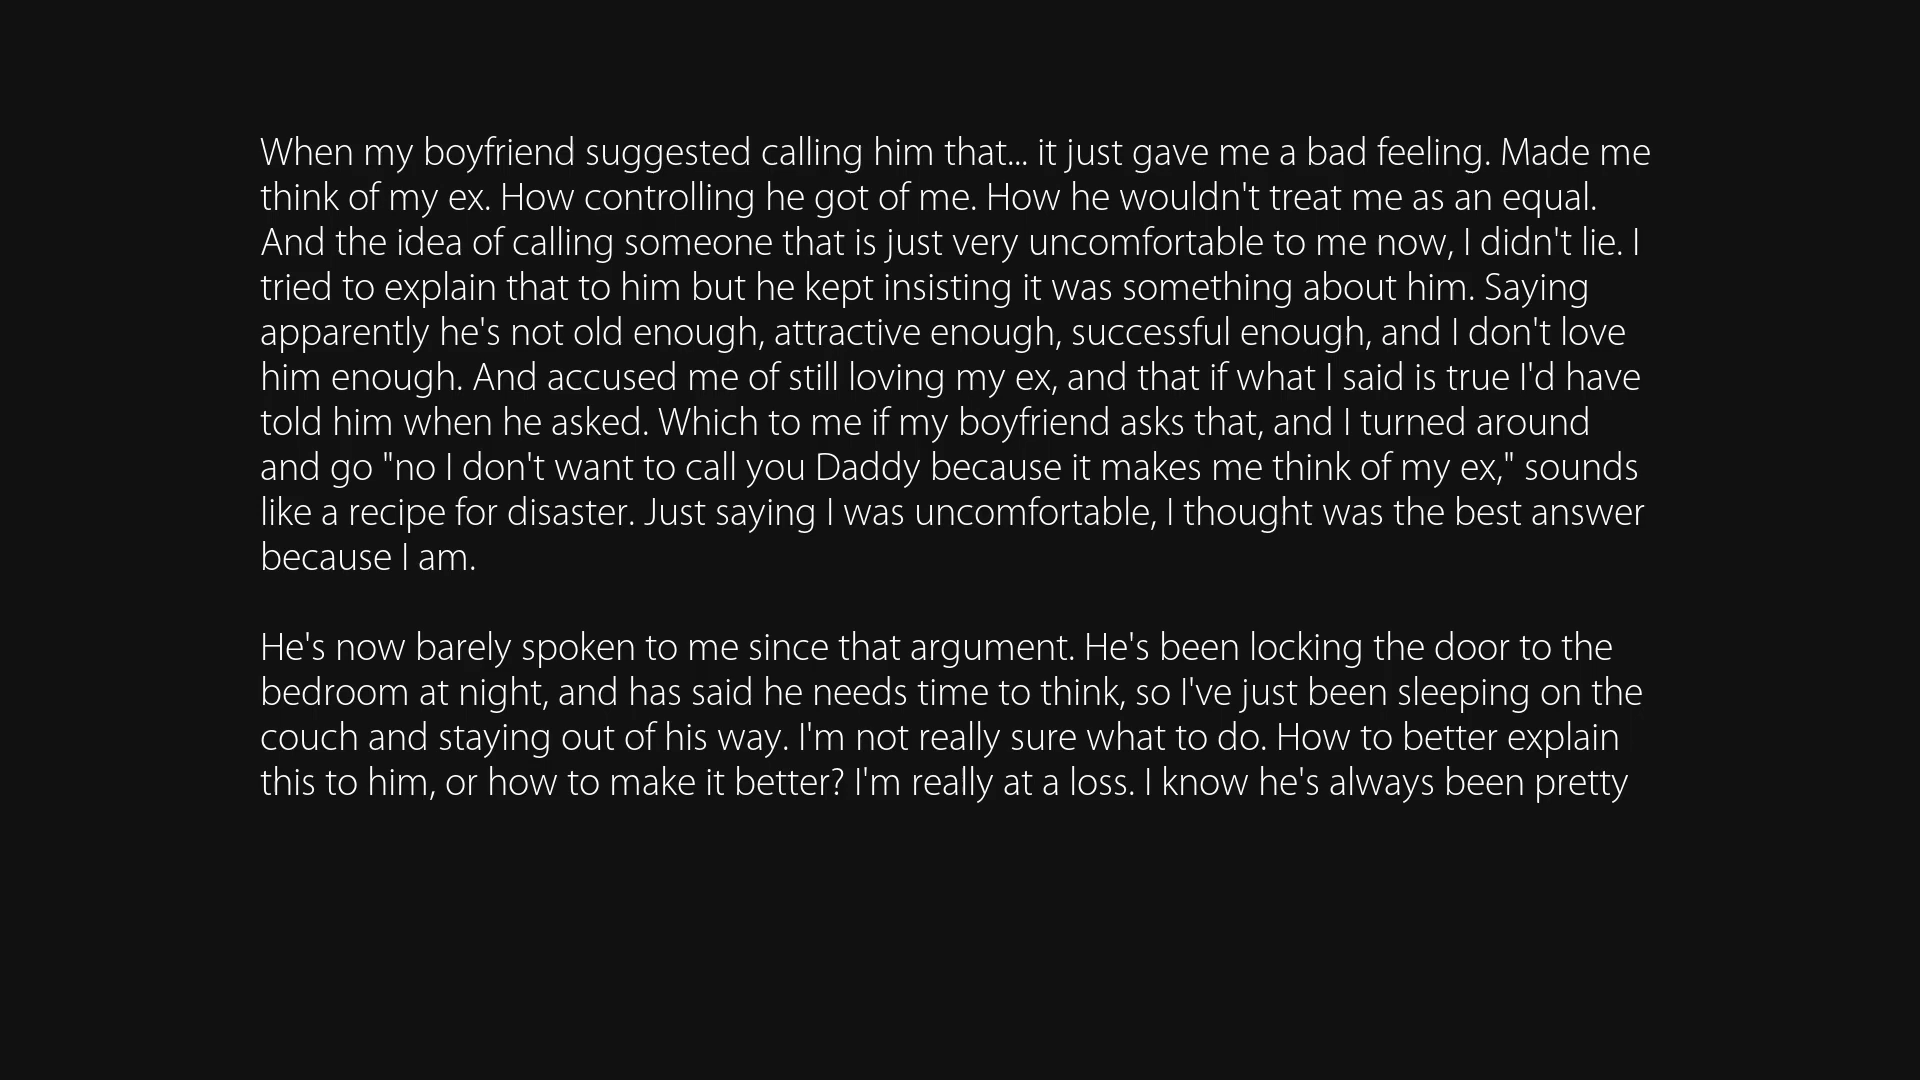 When my boyfriend suggested calling him that... it just gave me a bad feeling. Made me
think of my ex. How controlling he got of me. How he wouldn't treat me as an equal.
And the idea of calling someone that is just very uncomfortable to me now, I didn't lie. I
tried to explain that to him but he kept insisting it was something about him. Saying
apparently he's not old enough, attractive enough, successful enough, and I don't love
him enough. And accused me of still loving my ex, and that if what I said is true I'd have
told him when he asked. Which to me if my boyfriend asks that, and I turned around
and go "no I don't want to call you Daddy because it makes me think of my ex," sounds
like a recipe for disaster. Just saying I was uncomfortable, I thought was the best answer
because I am.

He's now barely spoken to me since that argument. He's been locking the door to the
bedroom at night, and has said he needs time to think, so I've just been sleeping on the
couch and staying out of his way. I'm not really sure what to do. How to better explain
this to him, or how to make it better? I'm really at a loss. I know he's always been pretty